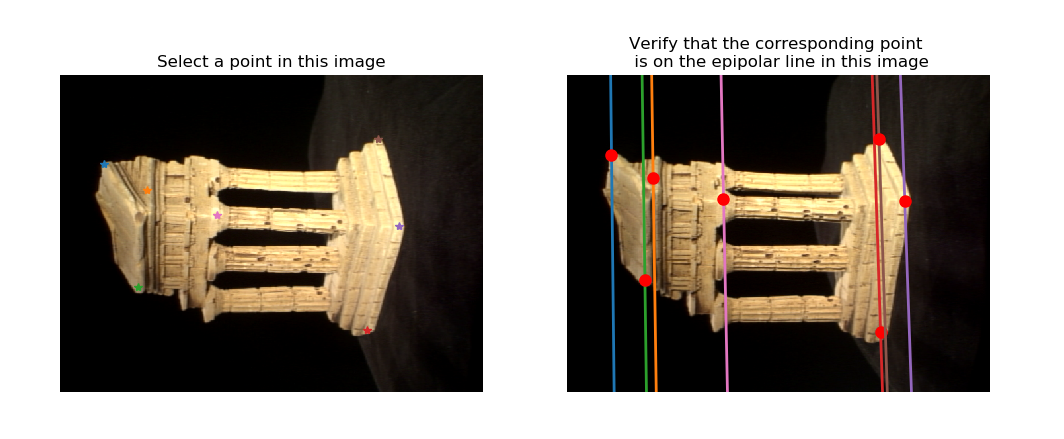 Select a point in this image
Verify that the corresponding point
is on the epipolar line in this image